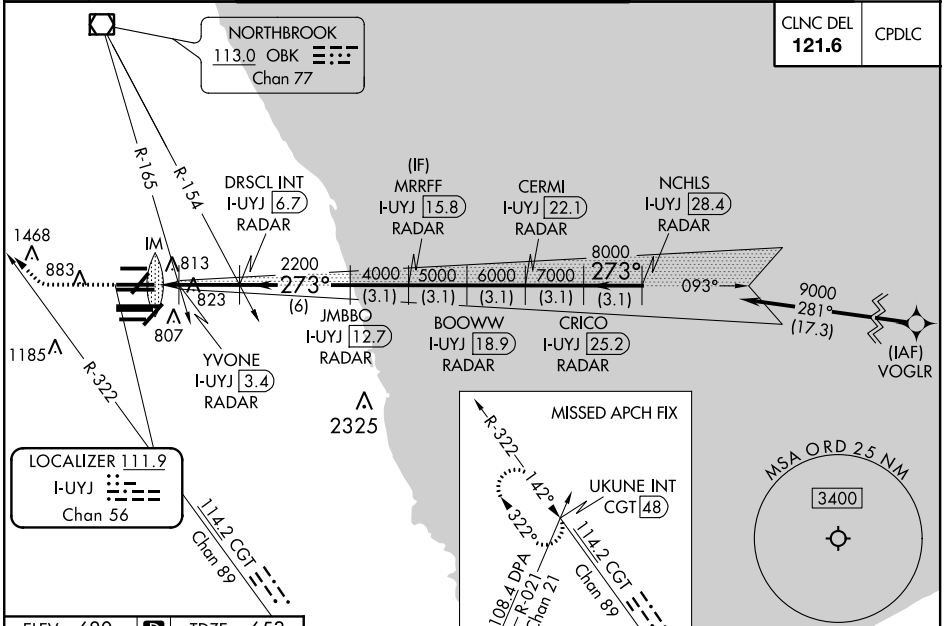 CLNC DEL
121.6
CPDLC
NORTHBROOK
113.0 OBK
Chan 77
R-165
R-154
DRSCL INT
I-UYJ 6.7
RADAR
(IF)
MRRFF
I-UYJ 15.8
RADAR
CERMI
I-UYJ 22.1
RADAR
NCHLS
I-UYJ 28.4
RADAR
1468
883
IM
813
823
807
1185
2200
273°
(6)
4000
(3.1)
5000
(3.1)
6000
(3.1)
7000
(3.1)
8000
273°
(3.1)
093°
9000
281°
(17.3)
(IAF)
VOGLR
JMBBO
I-UYJ 12.7
RADAR
BOOWW
I-UYJ 18.9
RADAR
CRICO
I-UYJ 25.2
RADAR
YVONE
I-UYJ 3.4
RADAR
2325
R-322
LOCALIZER 111.9
I-UYJ
Chan 56
114.2 CGT
Chan 89
MISSED APCH FIX
R-322
142°
322°
UKUNE INT
CGT 48
114.2 CGT
Chan 89
108.4 DPA
R-021
Chan 21
MSA ORD 25 NM
3400